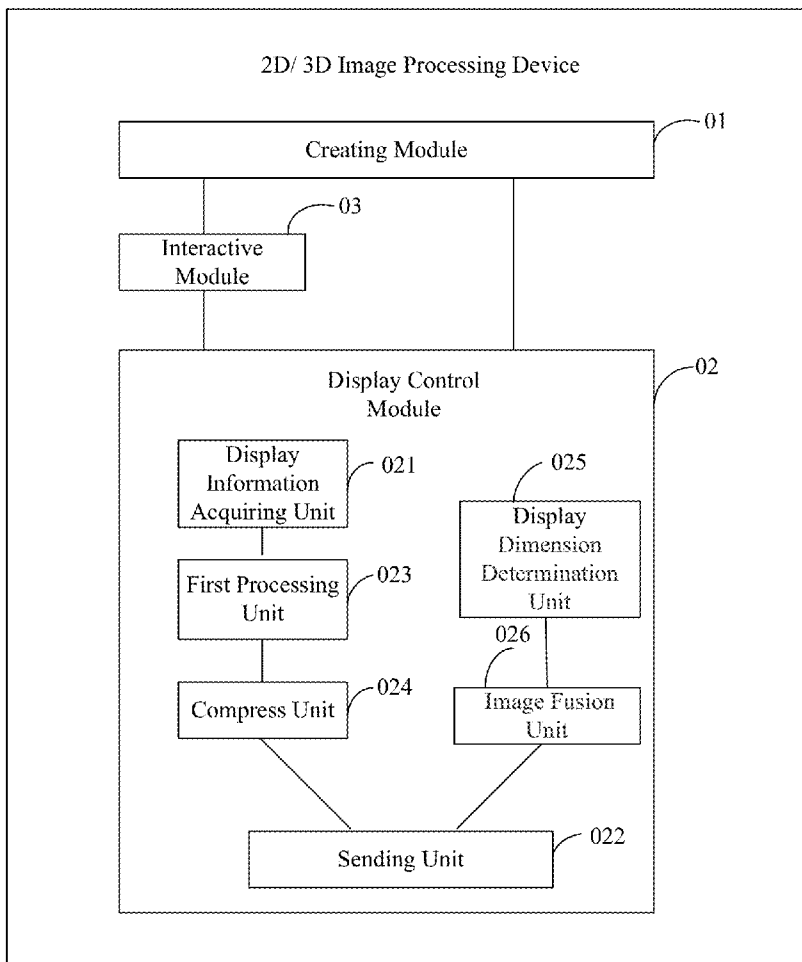 2D/ 3D Image Processing Device
01
Creating Module
03
Interactive
Module
02
Display Control
Module
Display
Information
Acquiring Unit
021
025
Display
Dimension
Determination
Unit
First Processing
Unit
023
026
Compress Unit
024
Image Fusion
Unit
Sending Unit
022